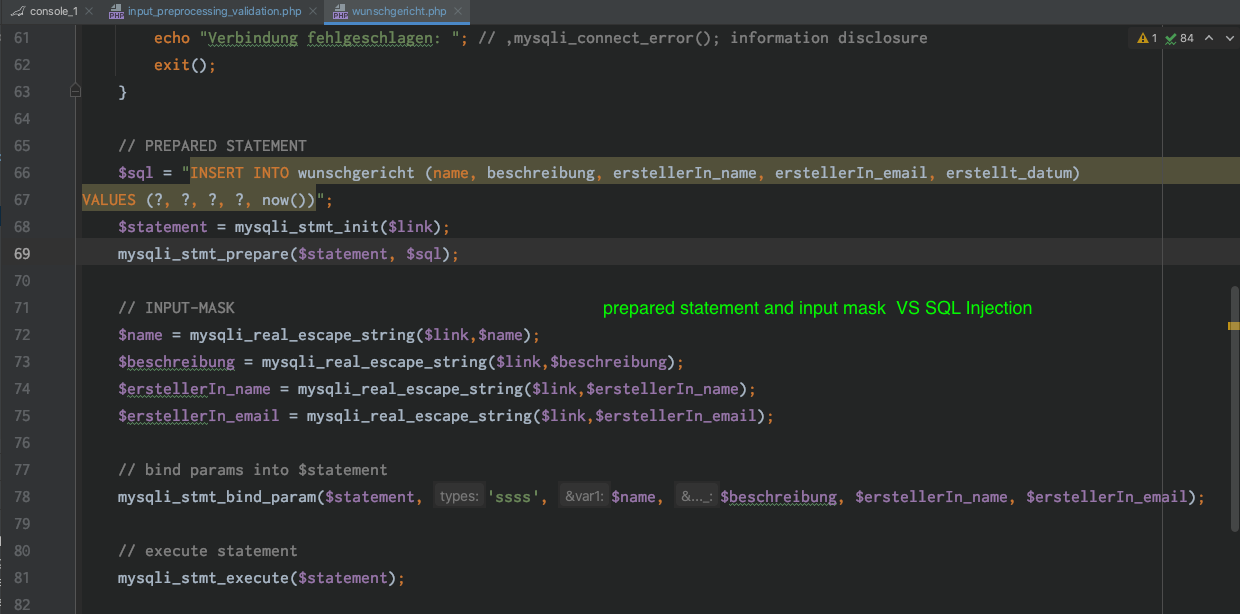 console_1 input_preprocessing_validation.php wunschgericht.php
61 echo "Verbindung fehlgeschlagen: "; // ,mysqli_connect_error(); information disclosure 1 84
62 exit();
63 }
64
65 // PREPARED STATEMENT
66 $sql = "INSERT INTO wunschgericht (name, beschreibung, erstellerIn_name, erstellerIn_email, erstellt_datum)
67 VALUES (?, ?, ?, ?, now())";
68 $statement = mysqli_stmt_init($link);
69 mysqli_stmt_prepare($statement, $sql);
70
71 // INPUT-MASK prepared statement and input mask VS SQL Injection
72 $name = mysqli_real_escape_string($link,$name);
73 $beschreibung = mysqli_real_escape_string($link,$beschreibung);
74 $erstellerIn_name = mysqli_real_escape_string($link,$erstellerIn_name);
75 $erstellerIn_email = mysqli_real_escape_string($link,$erstellerIn_email);
76
77 // bind params into $statement
78 mysqli_stmt_bind_param($statement, types: 'ssss', &var1: $name, &..._: $beschreibung, $erstellerIn_name, $erstellerIn_email);
79
80 // execute statement
81 mysqli_stmt_execute($statement);
82